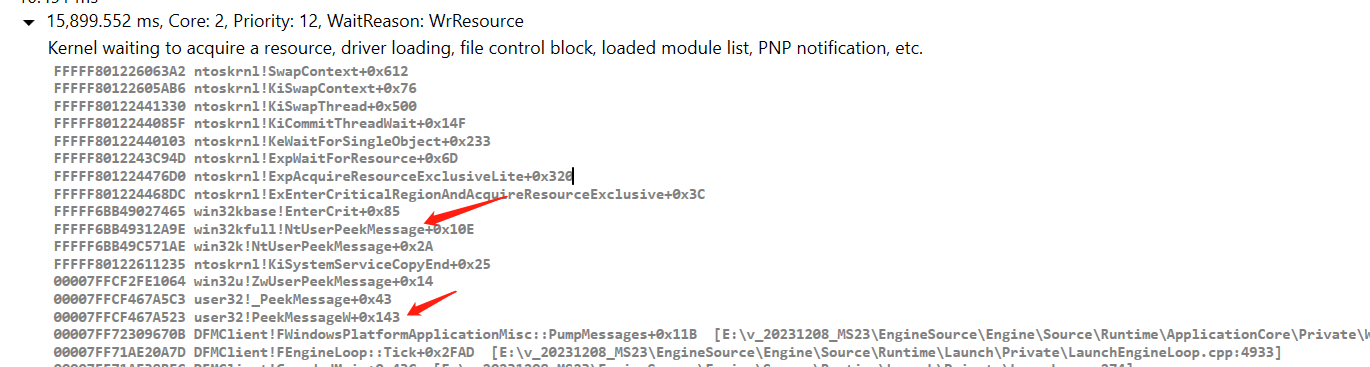 15,899.552 ms, Core: 2, Priority: 12, WaitReason: WrResource
Kernel waiting to acquire a resource, driver loading, file control block, loaded module list, PNP notification, etc.
FFFFF801226063A2 ntoskrnl!SwapContext+0x612
FFFFF80122605AB6 ntoskrnl!KiSwapContext+0x76
FFFFF80122441330 ntoskrnl!KiSwapThread+0x500
FFFFF8012244085F ntoskrnl!KiCommitThreadWait+0x14F
FFFFF80122440103 ntoskrnl!KeWaitForSingleObject+0x233
FFFFF8012243C94D ntoskrnl!ExpWaitForResource+0x6D
FFFFF801224476D0 ntoskrnl!ExpAcquireResourceExclusiveLite+0x320
FFFFF801224468DC ntoskrnl!ExEnterCriticalRegionAndAcquireResourceExclusive+0x3C
FFFFF6BB49027465 win32kbase!EnterCrit+0x85
FFFFF6BB49312A9E win32kfull!NtUserPeekMessage+0x10E
FFFFF6BB49C571AE win32k!NtUserPeekMessage+0x2A
FFFFF80122611235 ntoskrnl!KiSystemServiceCopyEnd+0x25
00007FFCF2FE1064 win32u!ZwUserPeekMessage+0x14
00007FFCF467A5C3 user32!_PeekMessage+0x43
00007FFCF467A523 user32!PeekMessageW+0x143
00007FF72309670B DFMClient!FWindowsPlatformApplicationMisc::PumpMessages+0x11B [E:\v_20231208_MS23\EngineSource\Engine\Source\Runtime\ApplicationCore\Private\W
00007FF71AE20A7D DFMClient!FEngineLoop::Tick+0x2FAD [E:\v_20231208_MS23\EngineSource\Engine\Source\Runtime\Launch\Private\LaunchEngineLoop.cpp:4933]